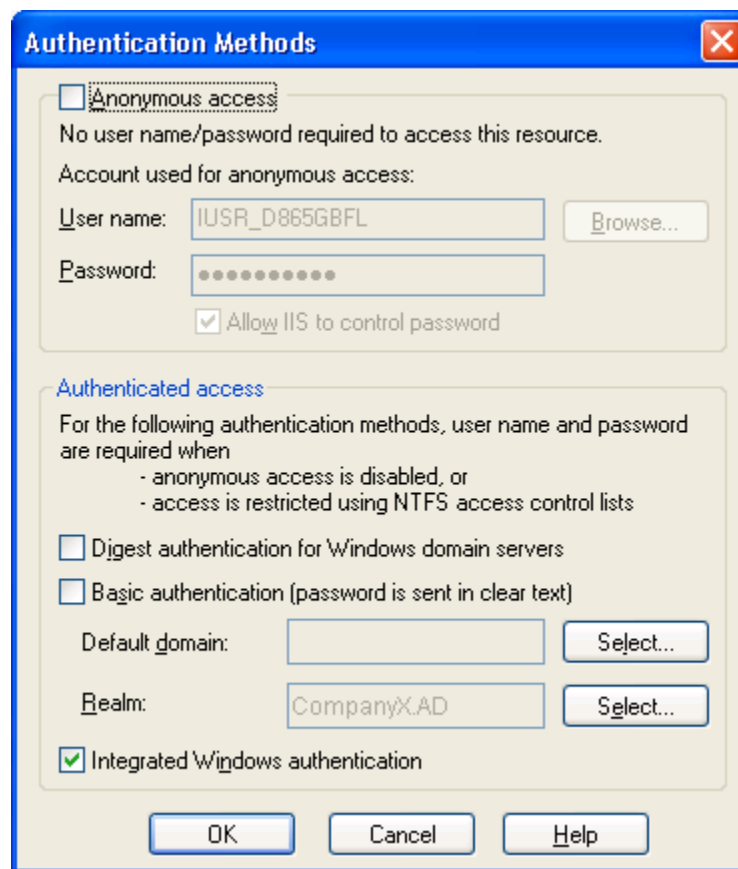 Authentication Methods
Anonymous access
No user name/password required to access this resource.
Account used for anonymous access:
User name: IUSR_D865GBFL Browse...
Password: ●●●●●●●●●●
Allow IIS to control password
Authenticated access
For the following authentication methods, user name and password
are required when
- anonymous access is disabled, or
- access is restricted using NTFS access control lists
Digest authentication for Windows domain servers
Basic authentication (password is sent in clear text)
Default domain: Select...
Realm: CompanyX.AD Select...
Integrated Windows authentication
OK Cancel Help